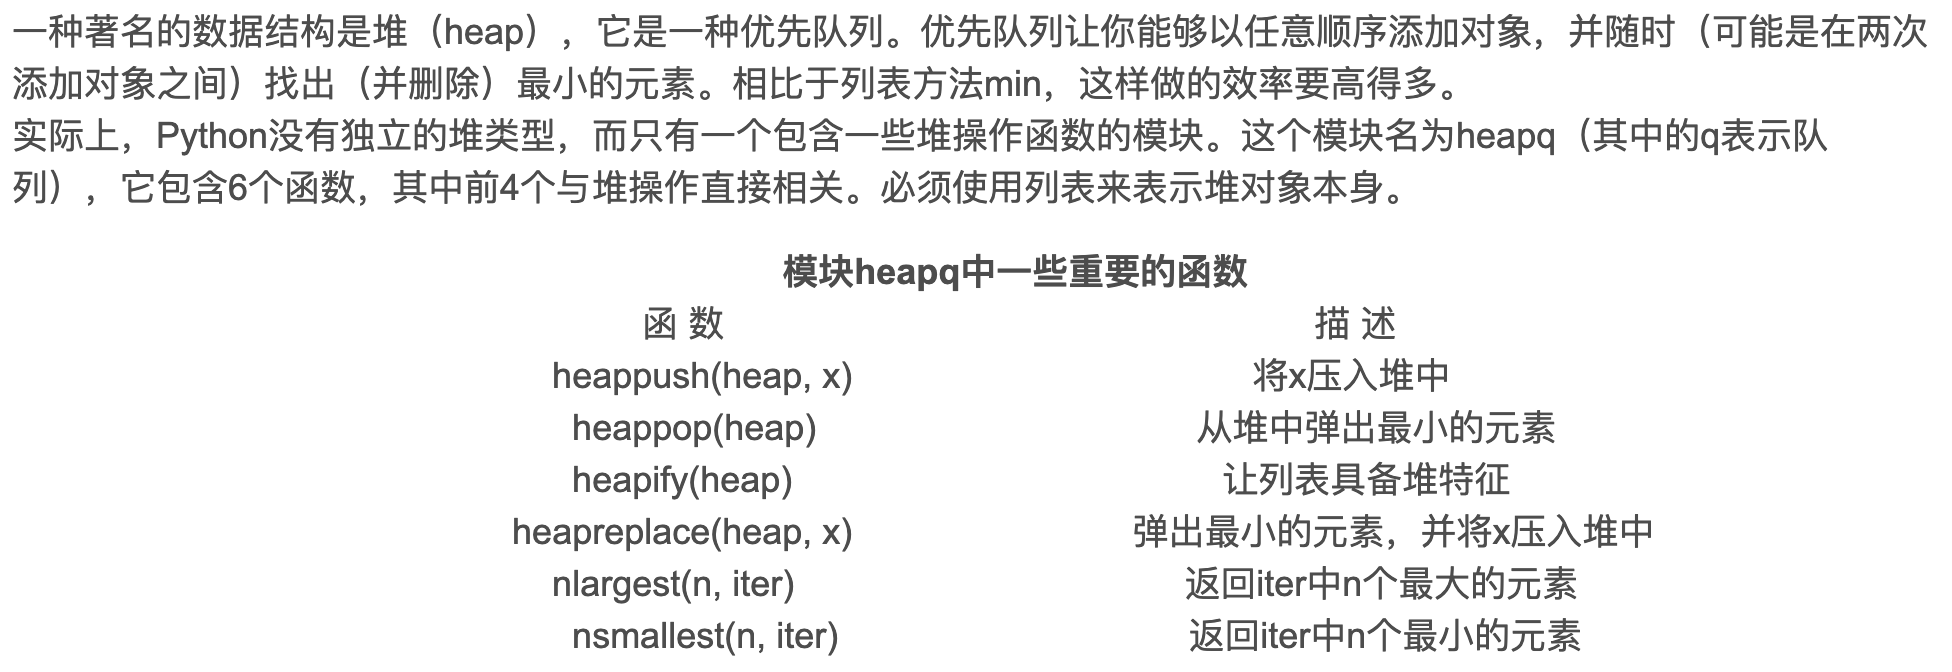 一种著名的数据结构是堆（heap），它是一种优先队列。优先队列让你能够以任意顺序添加对象，并随时（可能是在两次
添加对象之间）找出（并删除）最小的元素。相比于列表方法min，这样做的效率要高得多。
实际上，Python没有独立的堆类型，而只有一个包含一些堆操作函数的模块。这个模块名为heapq（其中的q表示队
列），它包含6个函数，其中前4个与堆操作直接相关。必须使用列表来表示堆对象本身。
模块heapq中一些重要的函数
函 数 描 述
heappush(heap, x) 将x压入堆中
heappop(heap) 从堆中弹出最小的元素
heapify(heap) 让列表具备堆特征
heapreplace(heap, x) 弹出最小的元素，并将x压入堆中
nlargest(n, iter) 返回iter中n个最大的元素
nsmallest(n, iter) 返回iter中n个最小的元素